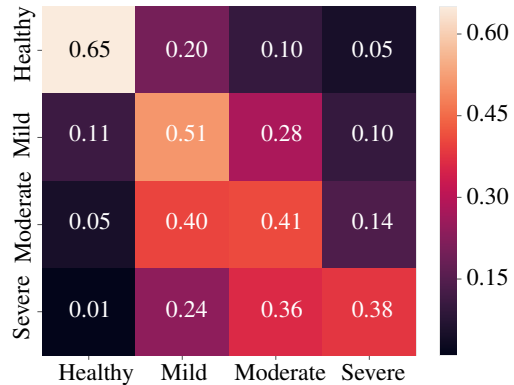 Healthy 0.65 0.20 0.10 0.05 0.60
Mild 0.11 0.51 0.28 0.10 0.45
Moderate 0.05 0.40 0.41 0.14 0.30
Severe 0.01 0.24 0.36 0.38 0.15
Healthy Mild Moderate Severe